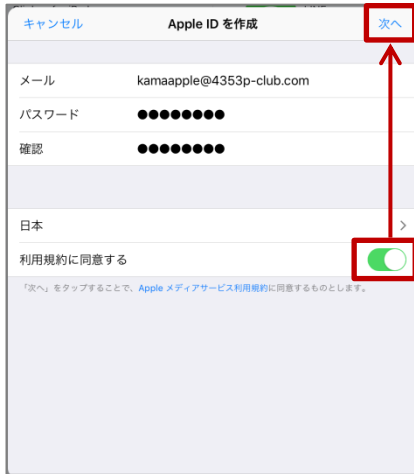 キャンセル Apple ID を作成 次へ
メール kamaapple@4353p-club.com
パスワード ●●●●●●●●
確認 ●●●●●●●●
日本 >
利用規約に同意する
「次へ」をタップすることで、Apple メディアサービス利用規約に同意するものとします。